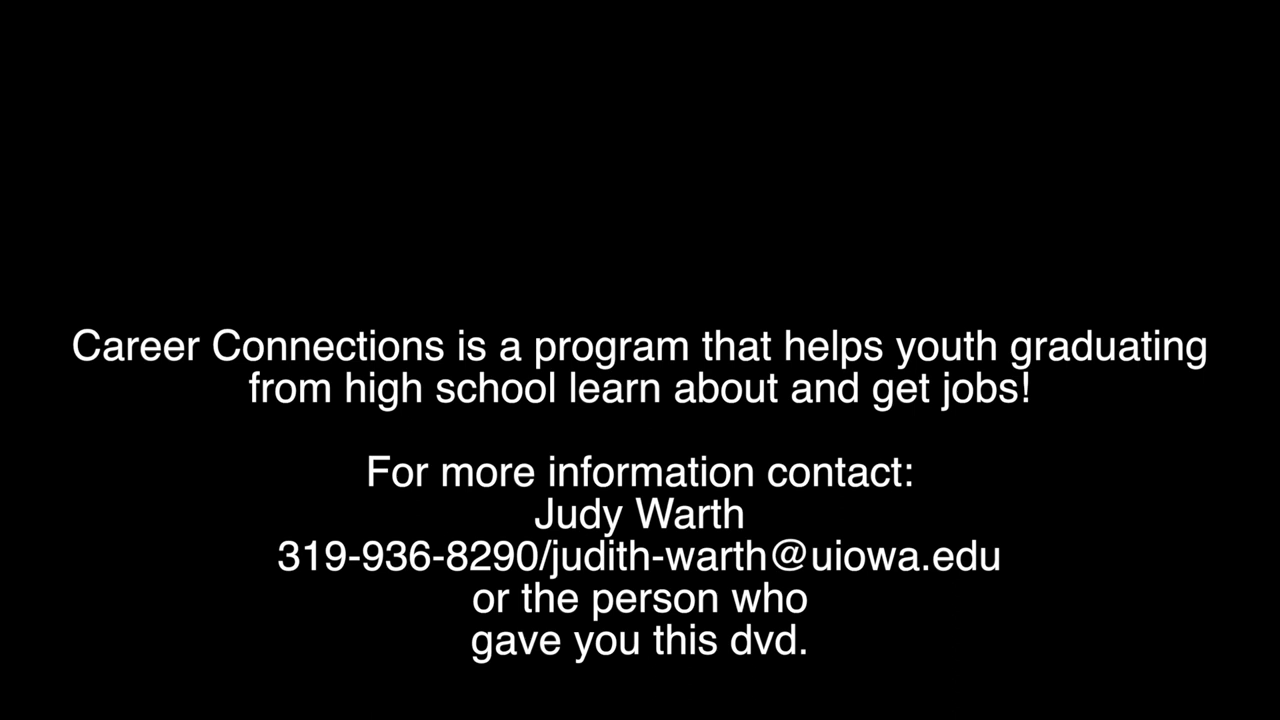 Career Connections is a program that helps youth graduating
from high school learn about and get jobs!
For more information contact:
Judy Warth
319-936-8290/judith-warth@uiowa.edu
or the person who
gave you this dvd.